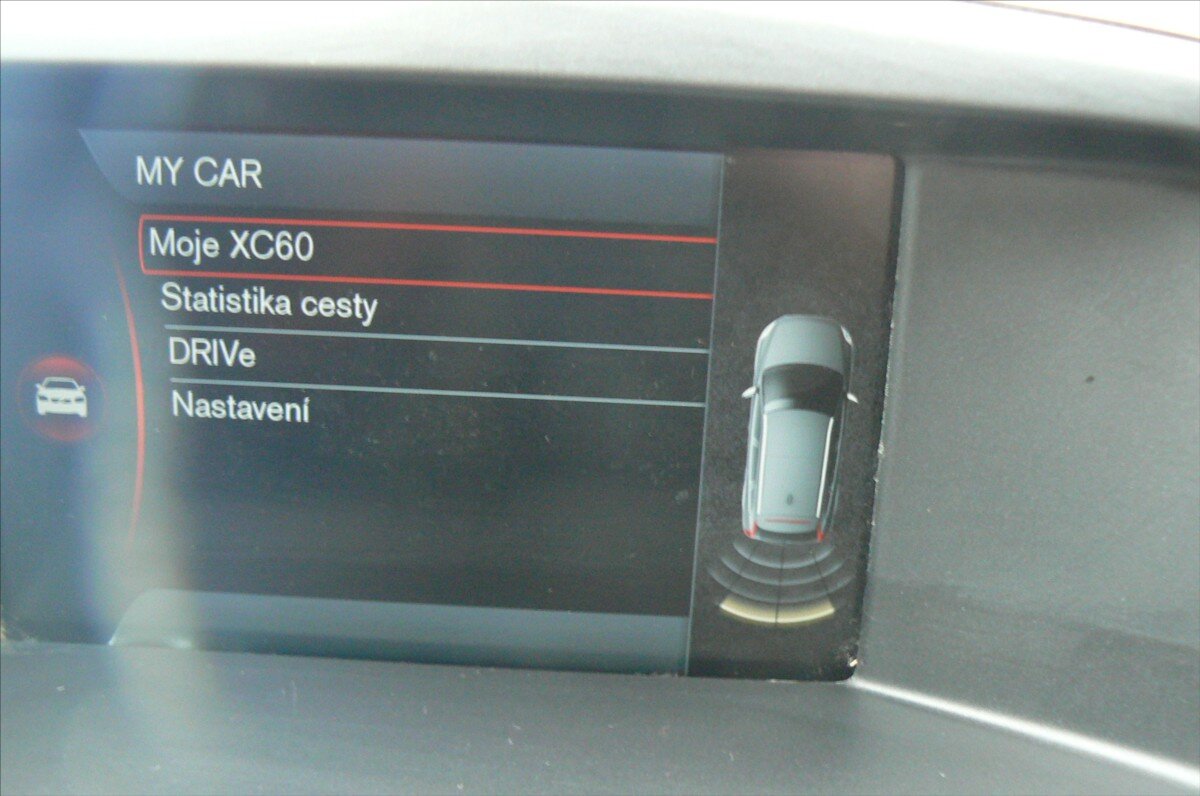 MY CAR
Moje XC60
Statistika cesty
DRIVe
Nastavení